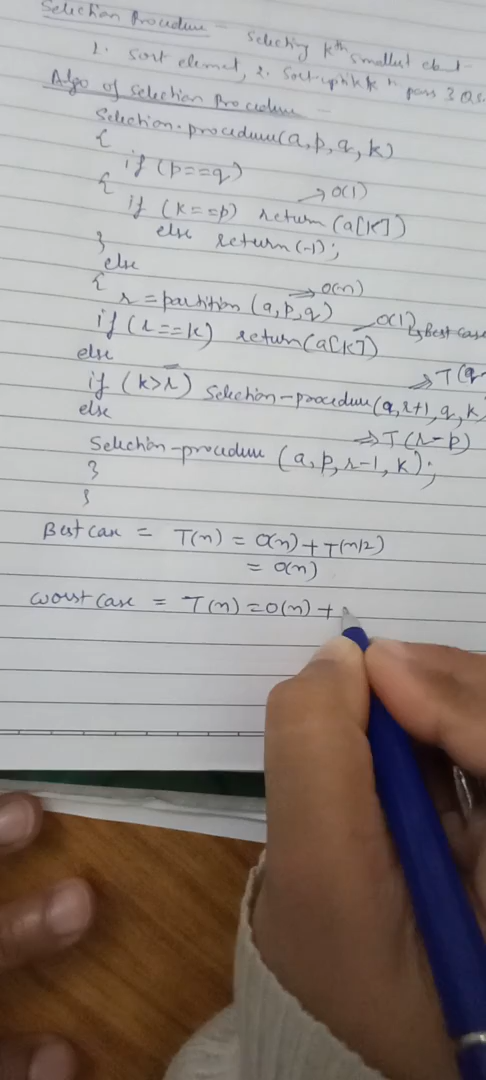 Selection Procedure - selecting kth smallest
1. sort element, 2. pass 3.
Algo of selection Procedure -
Selection-procedure(a, p, q, k)
{
if (p==q)
{ → O(1)
if (k==p) return (a[k])
else return(-1);
}
else
{ ⇒ O(n)
r = partition (a, p, q)
if (r==k) return(a[k]) O(1) Best case
else ⇒ T(q-
if (k>r) Selection-procedure(a, r+1, q, k
else ⇒ T(r-p)
Selection-procedure (a, p, r-1, k);
}
}
Best case = T(n) = O(n) + T(n/2)
= O(n)
worst case = T(n) = O(n) +